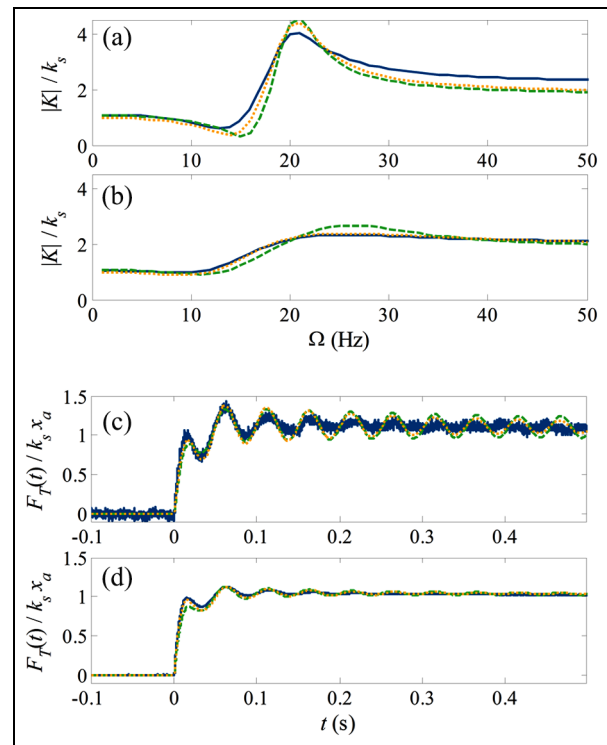 (a)
|K| / k_s
4
2
0
0 10 20 30 40 50
(b)
|K| / k_s
4
2
0
0 10 20 30 40 50
Ω (Hz)
(c)
F_T(t) / k_s x_a
1.5
1
0.5
0
-0.1 0 0.1 0.2 0.3 0.4
(d)
F_T(t) / k_s x_a
1.5
1
0.5
0
-0.1 0 0.1 0.2 0.3 0.4
t (s)